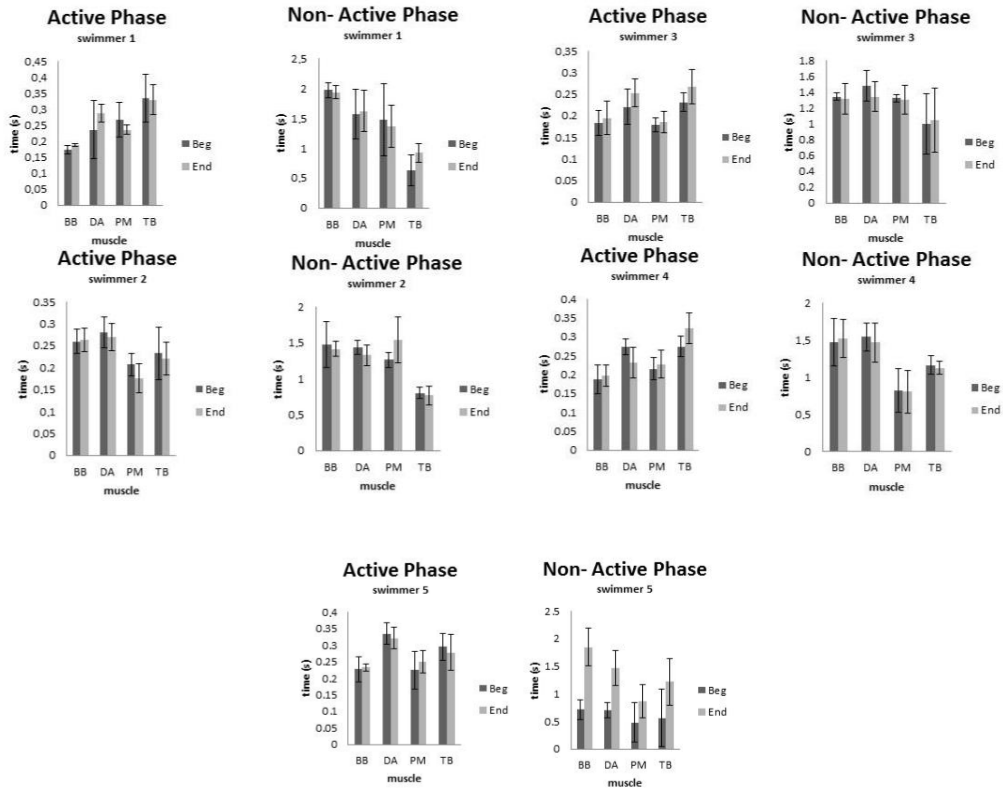 Active Phase
swimmer 1
0,45
0,4
0,35
0,3
0,25
0,2
0,15
0,1
0,05
0
time (s)
BB DA PM TB
muscle
Beg
End
Non- Active Phase
swimmer 1
2.5
2
1.5
1
0,5
0
time (s)
BB DA PM TB
muscle
Beg
End
Active Phase
swimmer 3
0,35
0.3
0.25
0.2
0.15
0.1
0.05
0
time (s)
BB DA PM TB
muscle
Beg
End
Non- Active Phase
swimmer 3
1.8
1.6
1.4
1.2
1
0.8
0.6
0.4
0.2
0
time (s)
BB DA PM TB
muscle
Beg
End
Active Phase
swimmer 2
0.35
0.3
0.25
0.2
0,15
0,1
0,05
0
time (s)
BB DA PM TB
muscle
Beg
End
Non- Active Phase
swimmer 2
2
1.5
1
0,5
0
time (s)
BB DA PM TB
muscle
Beg
End
Active Phase
swimmer 4
0.4
0.35
0.3
0.25
0.2
0.15
0.1
0.05
0
time (s)
BB DA PM TB
muscle
Beg
End
Non- Active Phase
swimmer 4
2
1.5
1
0,5
0
time (s)
BB DA PM TB
muscle
Beg
End
Active Phase
swimmer 5
0,4
0.35
0.3
0.25
0.2
0.15
0.1
0.05
0
time (s)
BB DA PM TB
muscle
Beg
End
Non- Active Phase
swimmer 5
2.5
2
1.5
1
0.5
0
time (s)
BB DA PM TB
muscle
Beg
End